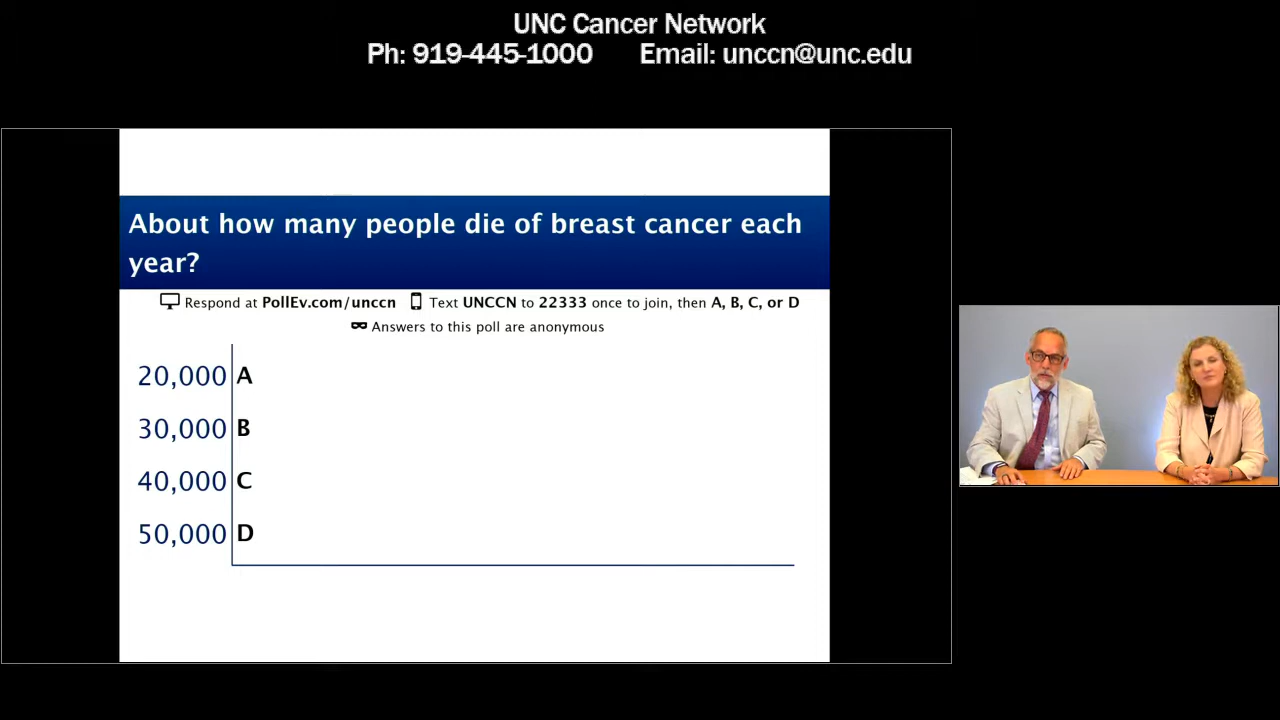 UNC Cancer Network
Ph: 919-445-1000 Email: unccn@unc.edu
About how many people die of breast cancer each
year?
Respond at PollEv.com/unccn Text UNCCN to 22333 once to join, then A, B, C, or D
Answers to this poll are anonymous
20,000 A
30,000 B
40,000 C
50,000 D